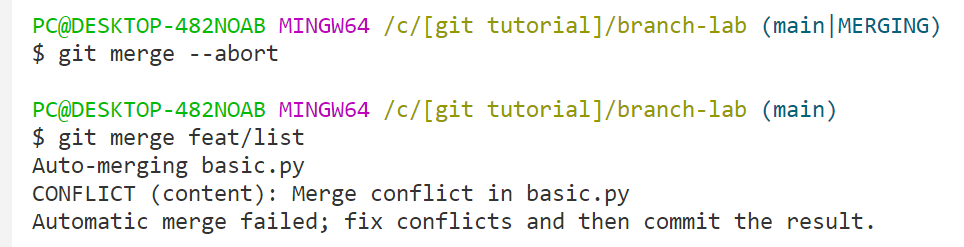 PC@DESKTOP-482NOAB MINGW64 /c/[git tutorial]/branch-lab (main|MERGING)
$ git merge --abort
PC@DESKTOP-482NOAB MINGW64 /c/[git tutorial]/branch-lab (main)
$ git merge feat/list
Auto-merging basic.py
CONFLICT (content): Merge conflict in basic.py
Automatic merge failed; fix conflicts and then commit the result.